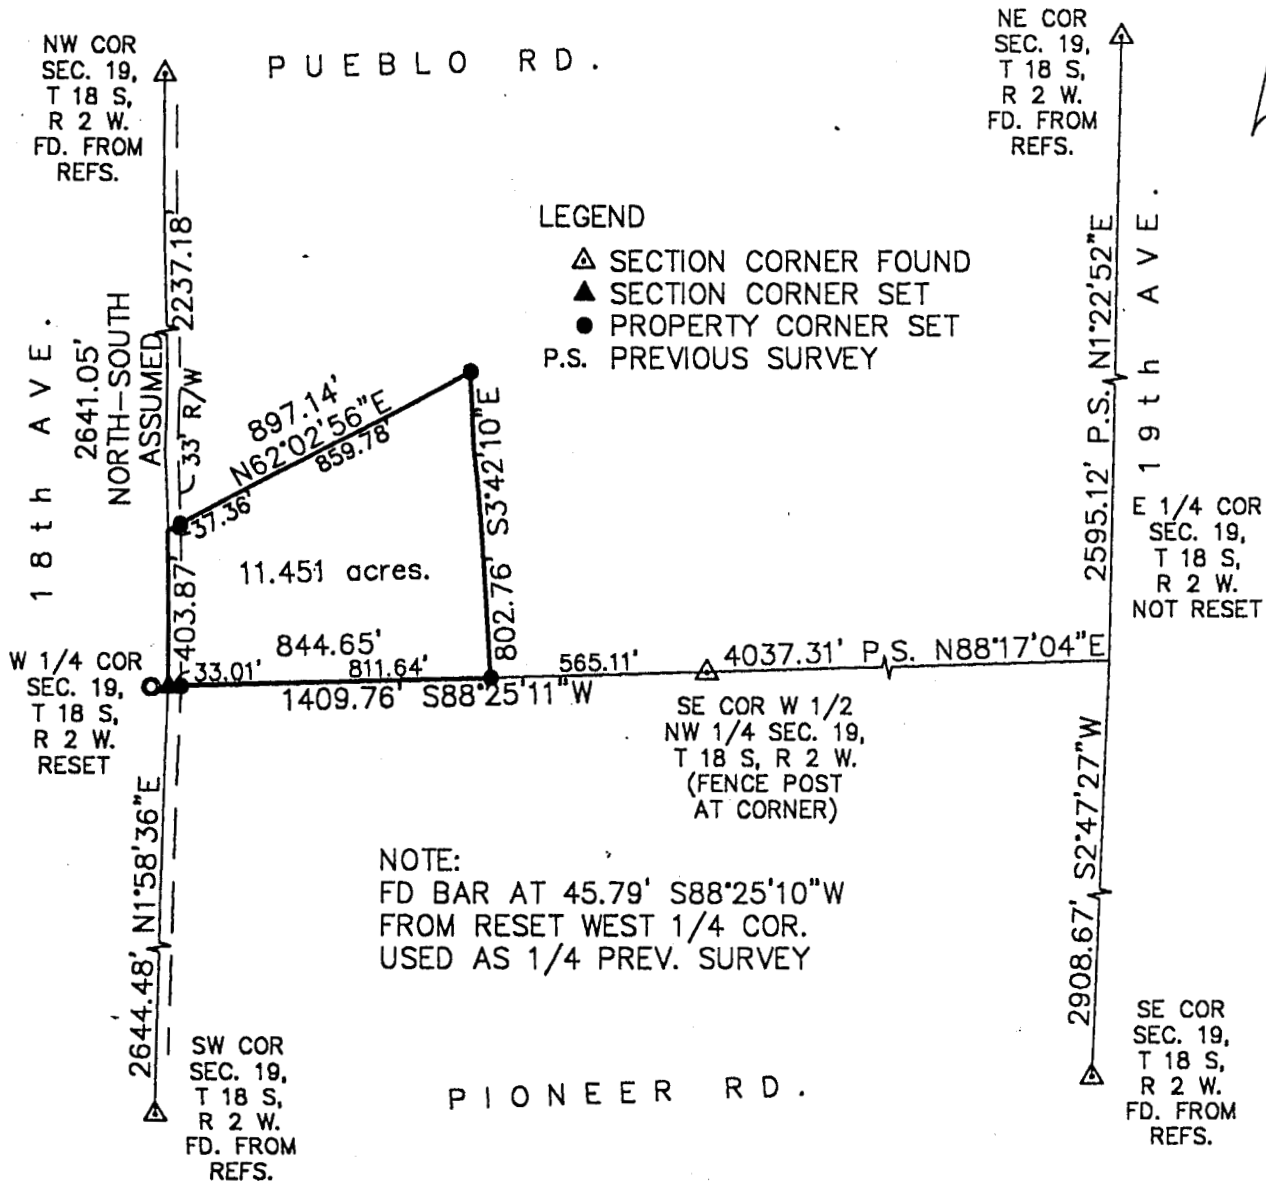 NW COR
SEC. 19,
T 18 S,
R 2 W.
FD. FROM
REFS.
PUEBLO RD.
NE COR
SEC. 19,
T 18 S,
R 2 W.
FD. FROM
REFS.
LEGEND
SECTION CORNER FOUND
SECTION CORNER SET
PROPERTY CORNER SET
P.S. PREVIOUS SURVEY
18th AVE.
2641.05'
NORTH-SOUTH
ASSUMED
2237.18'
33' R/W
897.14'
N62°02'56"E
859.78'
37.36'
S3°42'10"E
802.76'
403.87'
11.451 acres.
2595.12' P.S. N1°22'52"E
19th AVE.
E 1/4 COR
SEC. 19,
T 18 S,
R 2 W.
NOT RESET
W 1/4 COR
SEC. 19,
T 18 S,
R 2 W.
RESET
844.65'
33.01'
811.64'
565.11'
4037.31' P.S. N88°17'04"E
1409.76' S88°25'11"W
SE COR W 1/2
NW 1/4 SEC. 19,
T 18 S, R 2 W.
(FENCE POST
AT CORNER)
2644.48' N1°58'36"E
2908.67' S2°47'27"W
NOTE:
FD BAR AT 45.79' S88°25'10"W
FROM RESET WEST 1/4 COR.
USED AS 1/4 PREV. SURVEY
SW COR
SEC. 19,
T 18 S,
R 2 W.
FD. FROM
REFS.
PIONEER RD.
SE COR
SEC. 19,
T 18 S,
R 2 W.
FD. FROM
REFS.